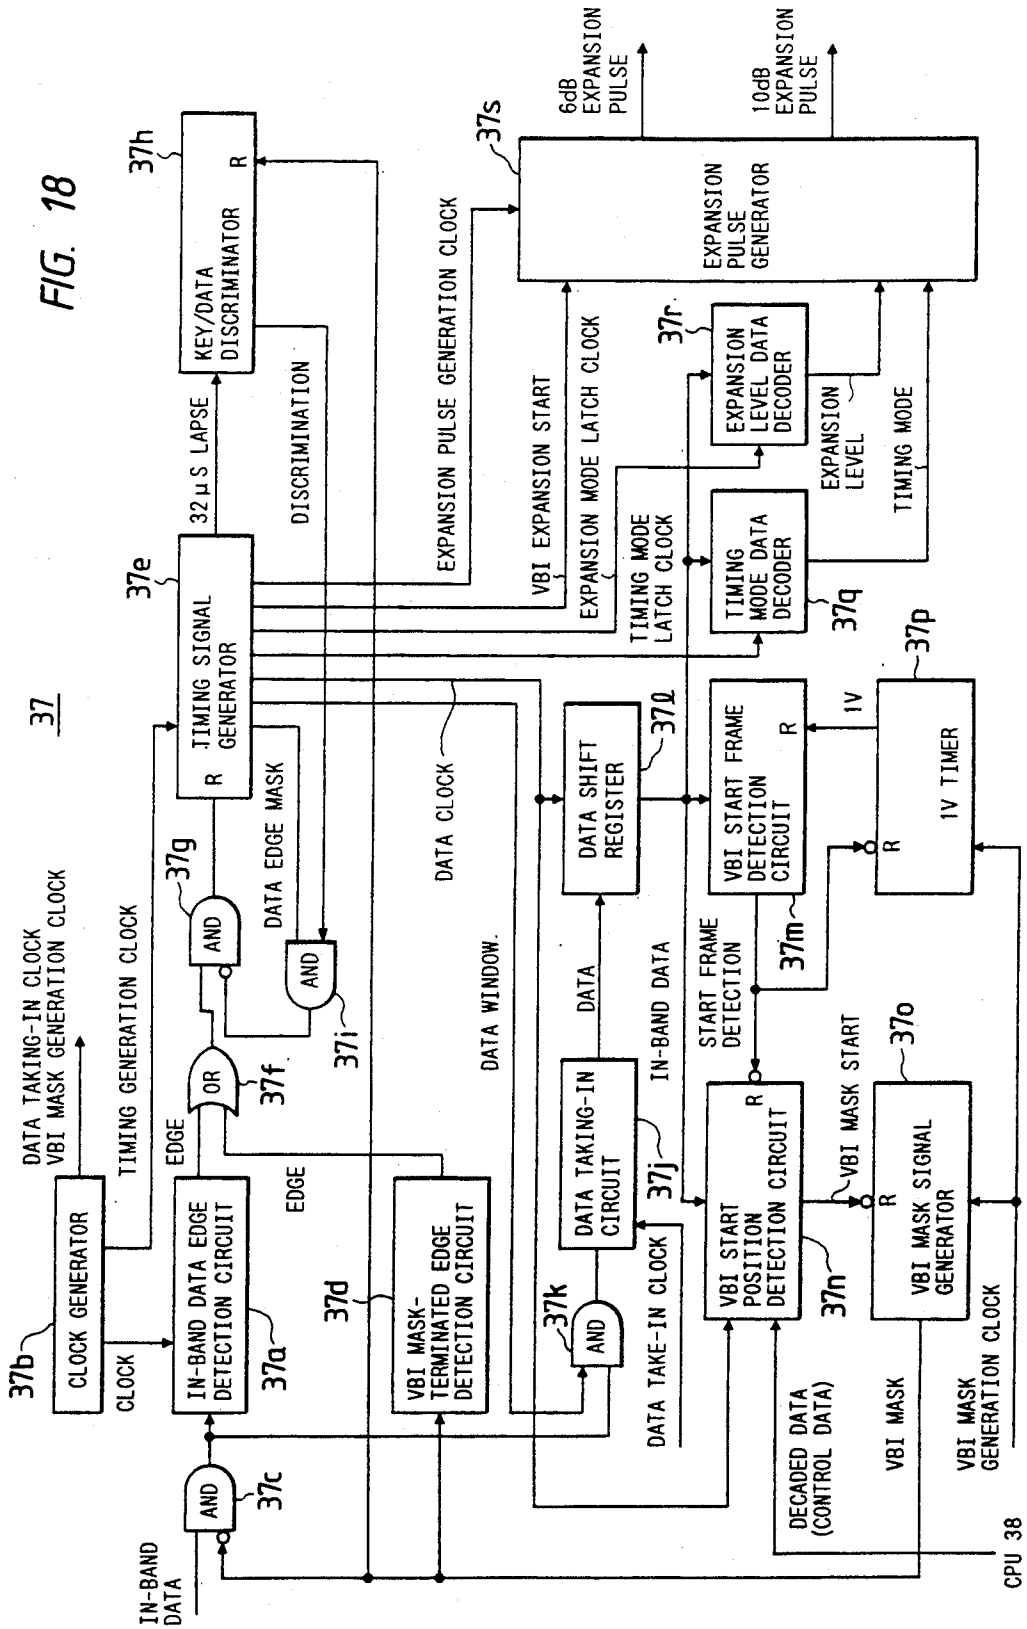 FIG. 18
37
IN-BAND
DATA
AND
37c
37b
CLOCK GENERATOR
CLOCK
DATA TAKING-IN CLOCK
VBI MASK GENERATION CLOCK
TIMING GENERATION CLOCK
IN-BAND DATA EDGE
DETECTION CIRCUIT
37a
EDGE
OR
37f
EDGE
AND
37g
R
TIMING SIGNAL
GENERATOR
37e
32μS LAPSE
KEY/DATA
DISCRIMINATOR
R
37h
DISCRIMINATION
DATA EDGE MASK
AND
37i
37d
VBI MASK-
TERMINATED EDGE
DETECTION CIRCUIT
DATA WINDOW.
DATA CLOCK
EXPANSION PULSE GENERATION CLOCK
VBI EXPANSION START
EXPANSION MODE LATCH CLOCK
TIMING MODE
LATCH CLOCK
37k
AND
DATA TAKE-IN CLOCK
DATA TAKING-IN
CIRCUIT
37j
DATA
DATA SHIFT
REGISTER
37l
IN-BAND DATA
START FRAME
DETECTION
DECADED DATA
(CONTROL DATA)
CPU 38
VBI START
POSITION
DETECTION CIRCUIT
R
37n
VBI START FRAME
DETECTION
CIRCUIT
R
37m
TIMING
MODE DATA
DECODER
37q
EXPANSION
LEVEL DATA
DECODER
37r
EXPANSION
LEVEL
TIMING MODE
37s
EXPANSION
PULSE
GENERATOR
6dB
EXPANSION
PULSE
10dB
EXPANSION
PULSE
VBI MASK START
VBI MASK
VBI MASK SIGNAL
GENERATOR
R
37o
VBI MASK
GENERATION CLOCK
1V
1V TIMER
R
37p